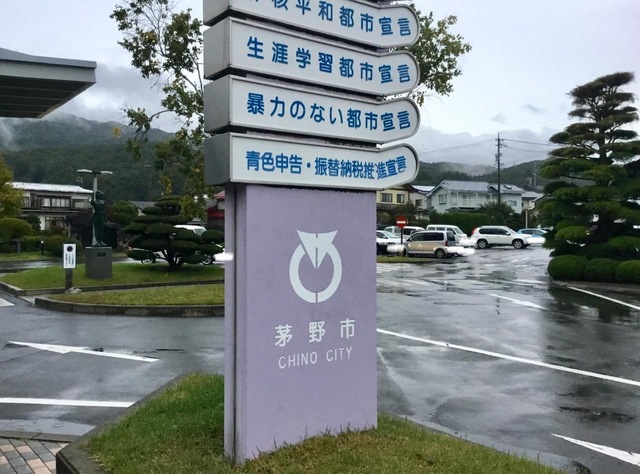 核平和都市宣言
生涯学習都市宣言
暴力のない都市宣言
青色申告・振替納税推進宣言
茅野市
CHINO CITY